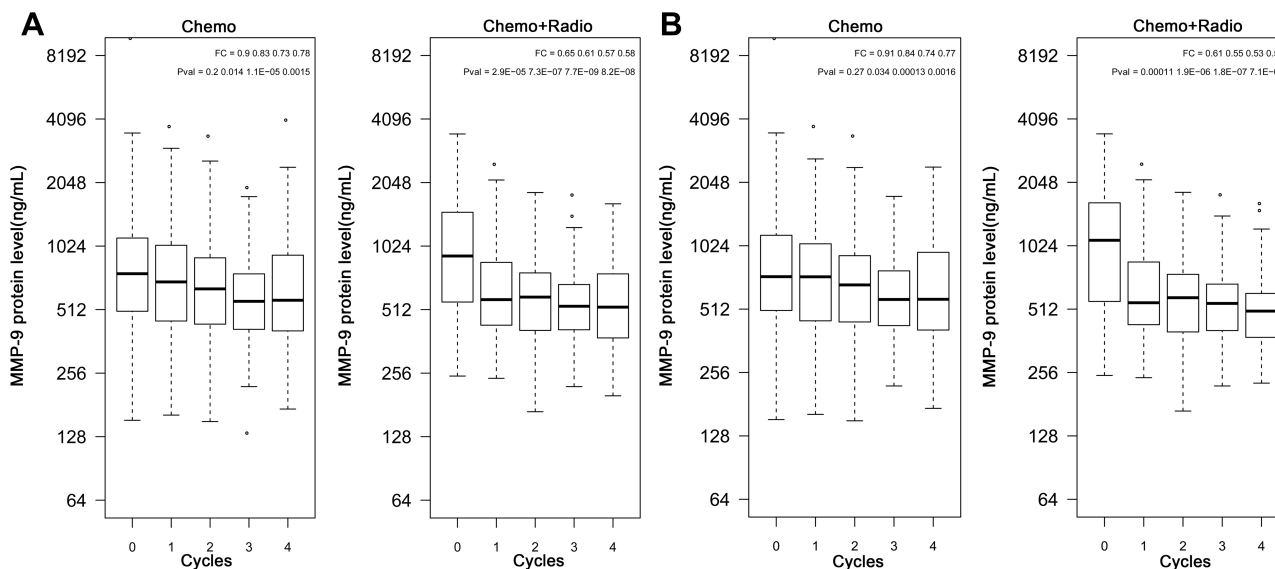 A
Chemo
FC = 0.9 0.83 0.73 0.78
Pval = 0.2 0.014 1.1E−05 0.0015
MMP-9 protein level(ng/mL)
8192
4096
2048
1024
512
256
128
64
0 1 2 3 4
Cycles
Chemo+Radio
FC = 0.65 0.61 0.57 0.58
Pval = 2.9E−05 7.3E−07 7.7E−09 8.2E−08
MMP-9 protein level(ng/mL)
8192
4096
2048
1024
512
256
128
64
0 1 2 3 4
Cycles
B
Chemo
FC = 0.91 0.84 0.74 0.77
Pval = 0.27 0.034 0.00013 0.0016
MMP-9 protein level(ng/mL)
8192
4096
2048
1024
512
256
128
64
0 1 2 3 4
Cycles
Chemo+Radio
FC = 0.61 0.55 0.53
Pval = 0.00011 1.9E−06 1.8E−07
MMP-9 protein level(ng/mL)
8192
4096
2048
1024
512
256
128
64
0 1 2 3 4
Cycles